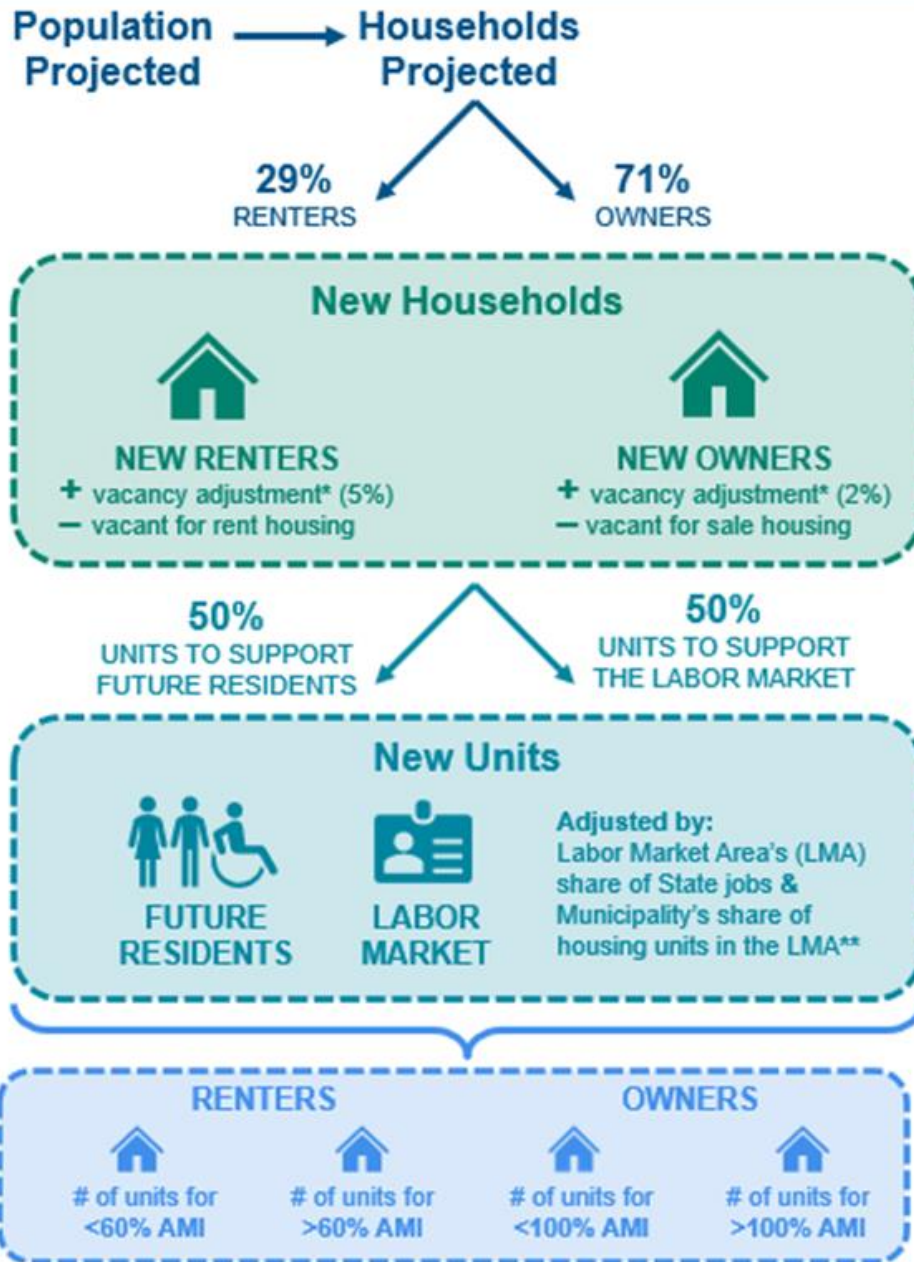 Population
Projected
Households
Projected
29%
RENTERS
71%
OWNERS
New Households
NEW RENTERS
+ vacancy adjustment* (5%)
− vacant for rent housing
NEW OWNERS
+ vacancy adjustment* (2%)
− vacant for sale housing
50%
UNITS TO SUPPORT
FUTURE RESIDENTS
50%
UNITS TO SUPPORT
THE LABOR MARKET
New Units
FUTURE
RESIDENTS
LABOR
MARKET
Adjusted by:
Labor Market Area's (LMA)
share of State jobs &
Municipality's share of
housing units in the LMA**
RENTERS
OWNERS
# of units for
<60% AMI
# of units for
>60% AMI
# of units for
<100% AMI
# of units for
>100% AMI